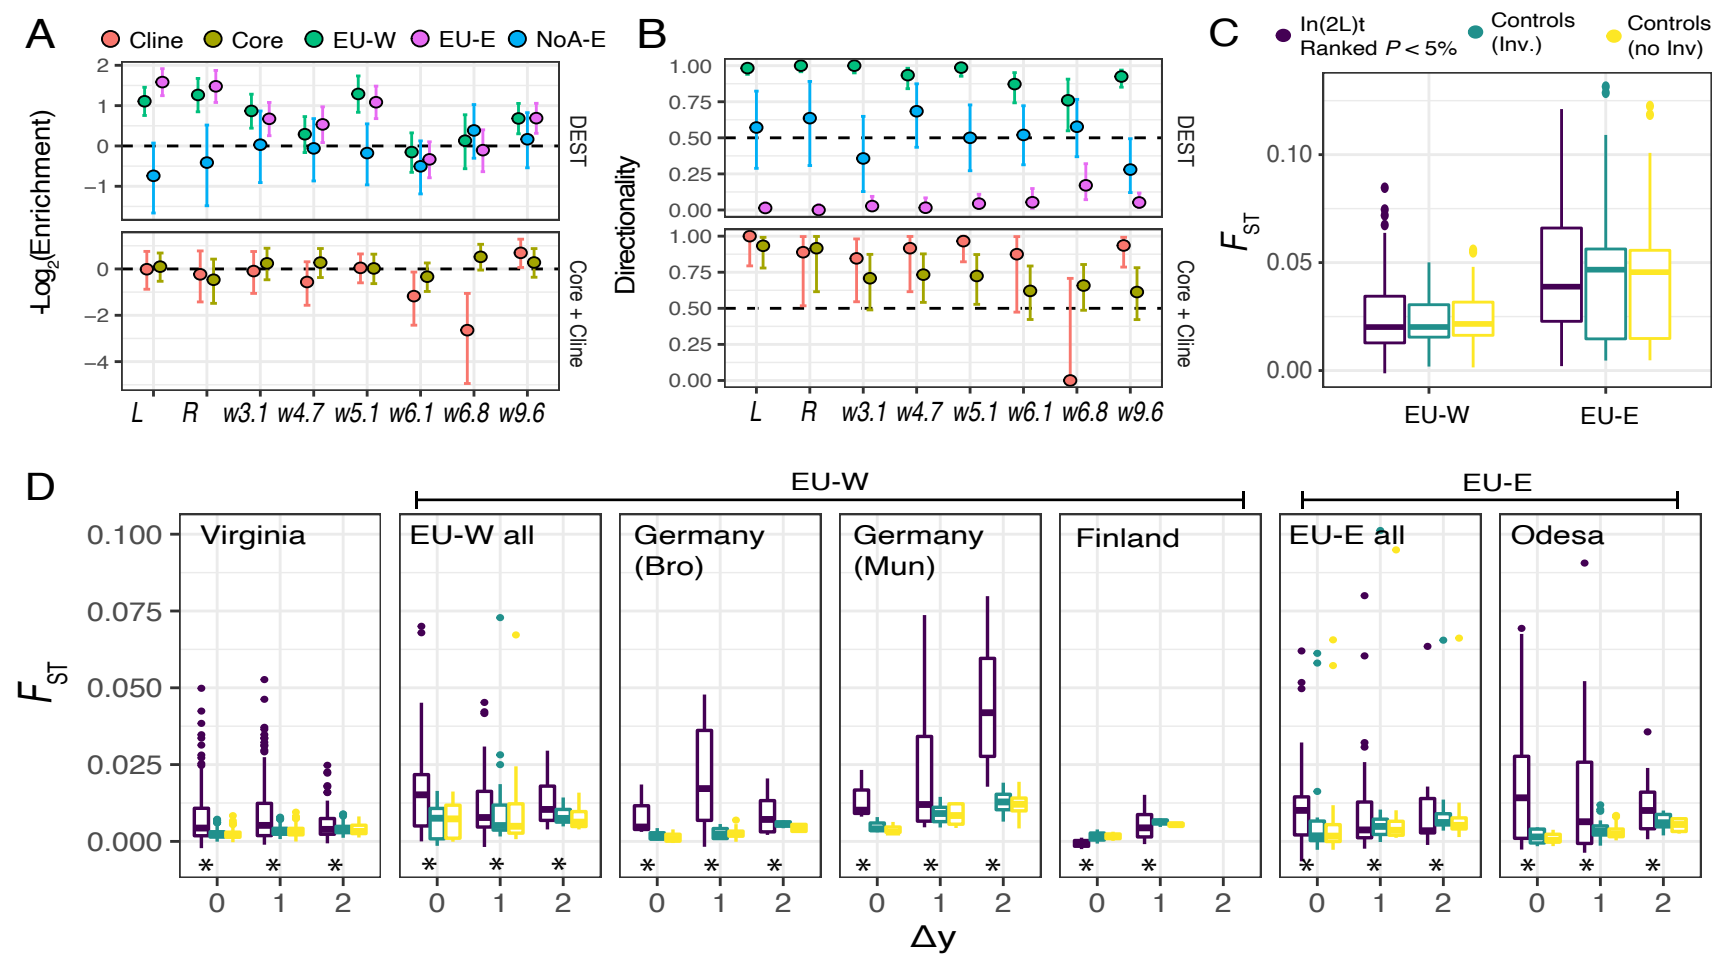 A
Cline Core EU-W EU-E NoA-E
-Log2(Enrichment)
2
1
0
−1
DEST
0
−2
−4
Core + Cline
L R w3.1 w4.7 w5.1 w6.1 w6.8 w9.6
B
Directionality
1.00
0.75
0.50
0.25
0.00
DEST
1.00
0.75
0.50
0.25
0.00
Core + Cline
L R w3.1 w4.7 w5.1 w6.1 w6.8 w9.6
C
In(2L)t
Ranked P < 5%
Controls
(Inv.)
Controls
(no Inv)
FST
0.10
0.05
0.00
EU-W EU-E
D
EU-W
EU-E
Virginia
EU-W all
Germany
(Bro)
Germany
(Mun)
Finland
EU-E all
Odesa
FST
0.100
0.075
0.050
0.025
0.000
* * * * * * * * * * * * * * * * * * * *
0 1 2 0 1 2 0 1 2 0 1 2 0 1 2 0 1 2 0 1 2
Δy